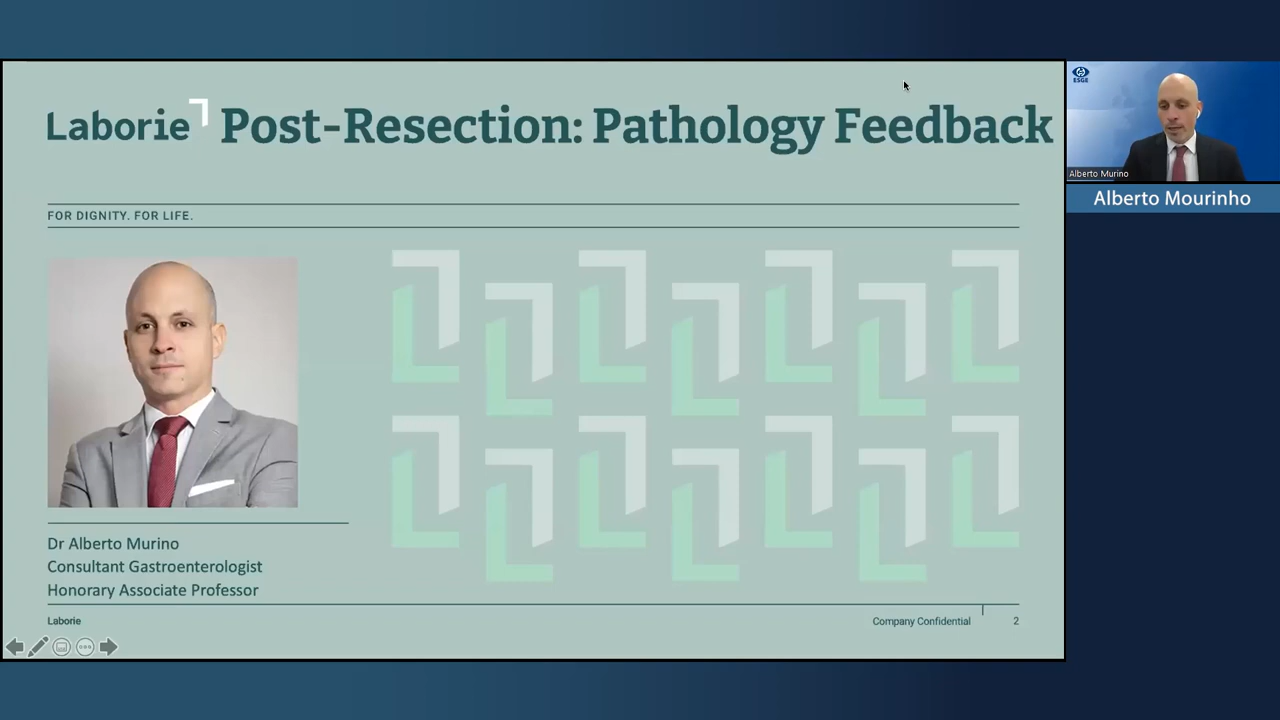 Laborie Post-Resection: Pathology Feedback
FOR DIGNITY. FOR LIFE.
Dr Alberto Murino
Consultant Gastroenterologist
Honorary Associate Professor
Laborie
Company Confidential
2
ESGE
Alberto Murino
Alberto Mourinho